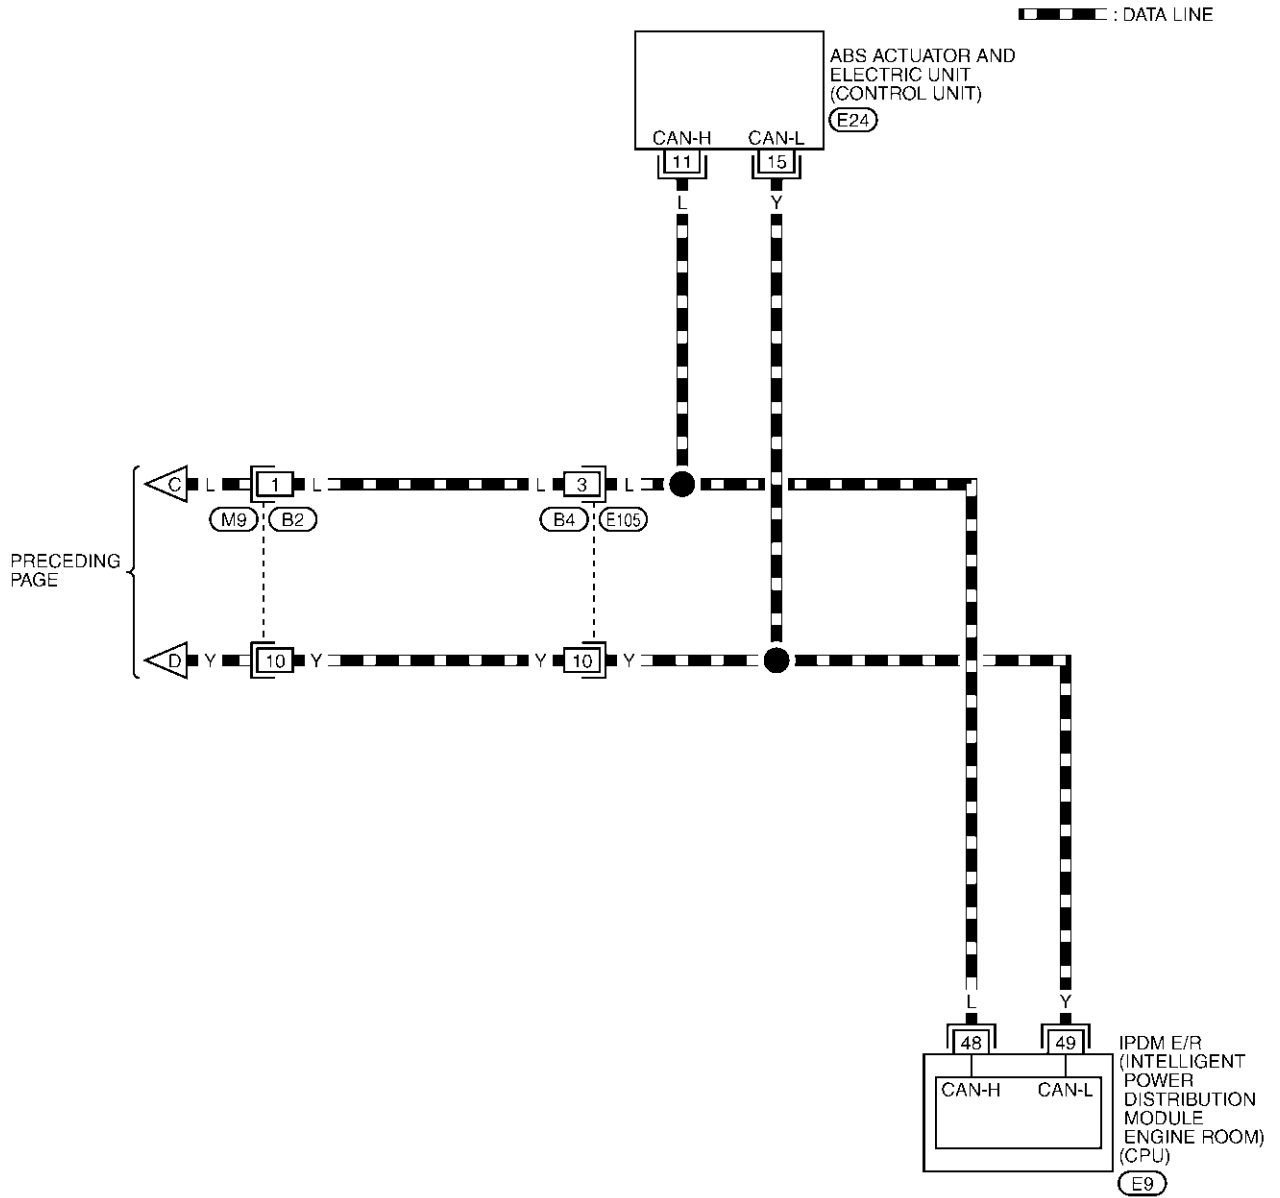 : DATA LINE
ABS ACTUATOR AND
ELECTRIC UNIT
(CONTROL UNIT)
E24
CAN-H CAN-L
11 15
L Y
C L 1 L L 3 L
M9 B2 B4 E105
PRECEDING
PAGE
D Y 10 Y Y 10 Y
L Y
48 49
IPDM E/R
(INTELLIGENT
POWER
DISTRIBUTION
MODULE
ENGINE ROOM)
(CPU)
CAN-H CAN-L
E9